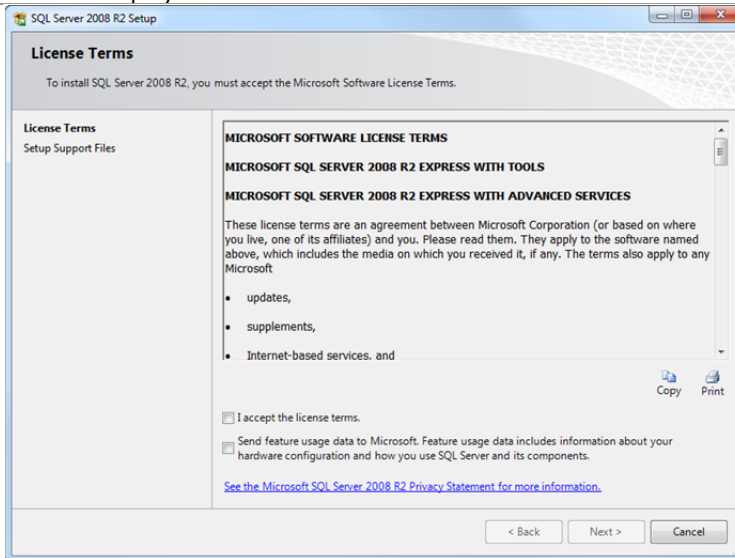 SQL Server 2008 R2 Setup
License Terms
To install SQL Server 2008 R2, you must accept the Microsoft Software License Terms.
License Terms
Setup Support Files
MICROSOFT SOFTWARE LICENSE TERMS
MICROSOFT SQL SERVER 2008 R2 EXPRESS WITH TOOLS
MICROSOFT SQL SERVER 2008 R2 EXPRESS WITH ADVANCED SERVICES
These license terms are an agreement between Microsoft Corporation (or based on where
you live, one of its affiliates) and you. Please read them. They apply to the software named
above, which includes the media on which you received it, if any. The terms also apply to any
Microsoft
• updates,
• supplements,
• Internet-based services, and
Copy Print
I accept the license terms.
Send feature usage data to Microsoft. Feature usage data includes information about your
hardware configuration and how you use SQL Server and its components.
See the Microsoft SQL Server 2008 R2 Privacy Statement for more information.
< Back Next > Cancel